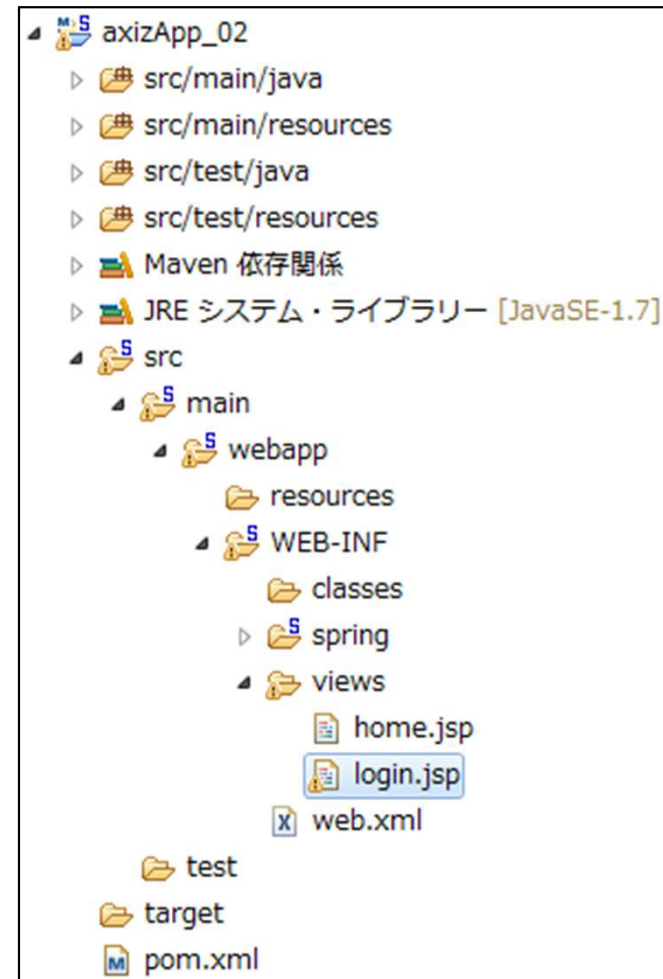 axizApp_02
src/main/java
src/main/resources
src/test/java
src/test/resources
Maven 依存関係
JRE システム・ライブラリー [JavaSE-1.7]
src
main
webapp
resources
WEB-INF
classes
spring
views
home.jsp
login.jsp
web.xml
test
target
pom.xml